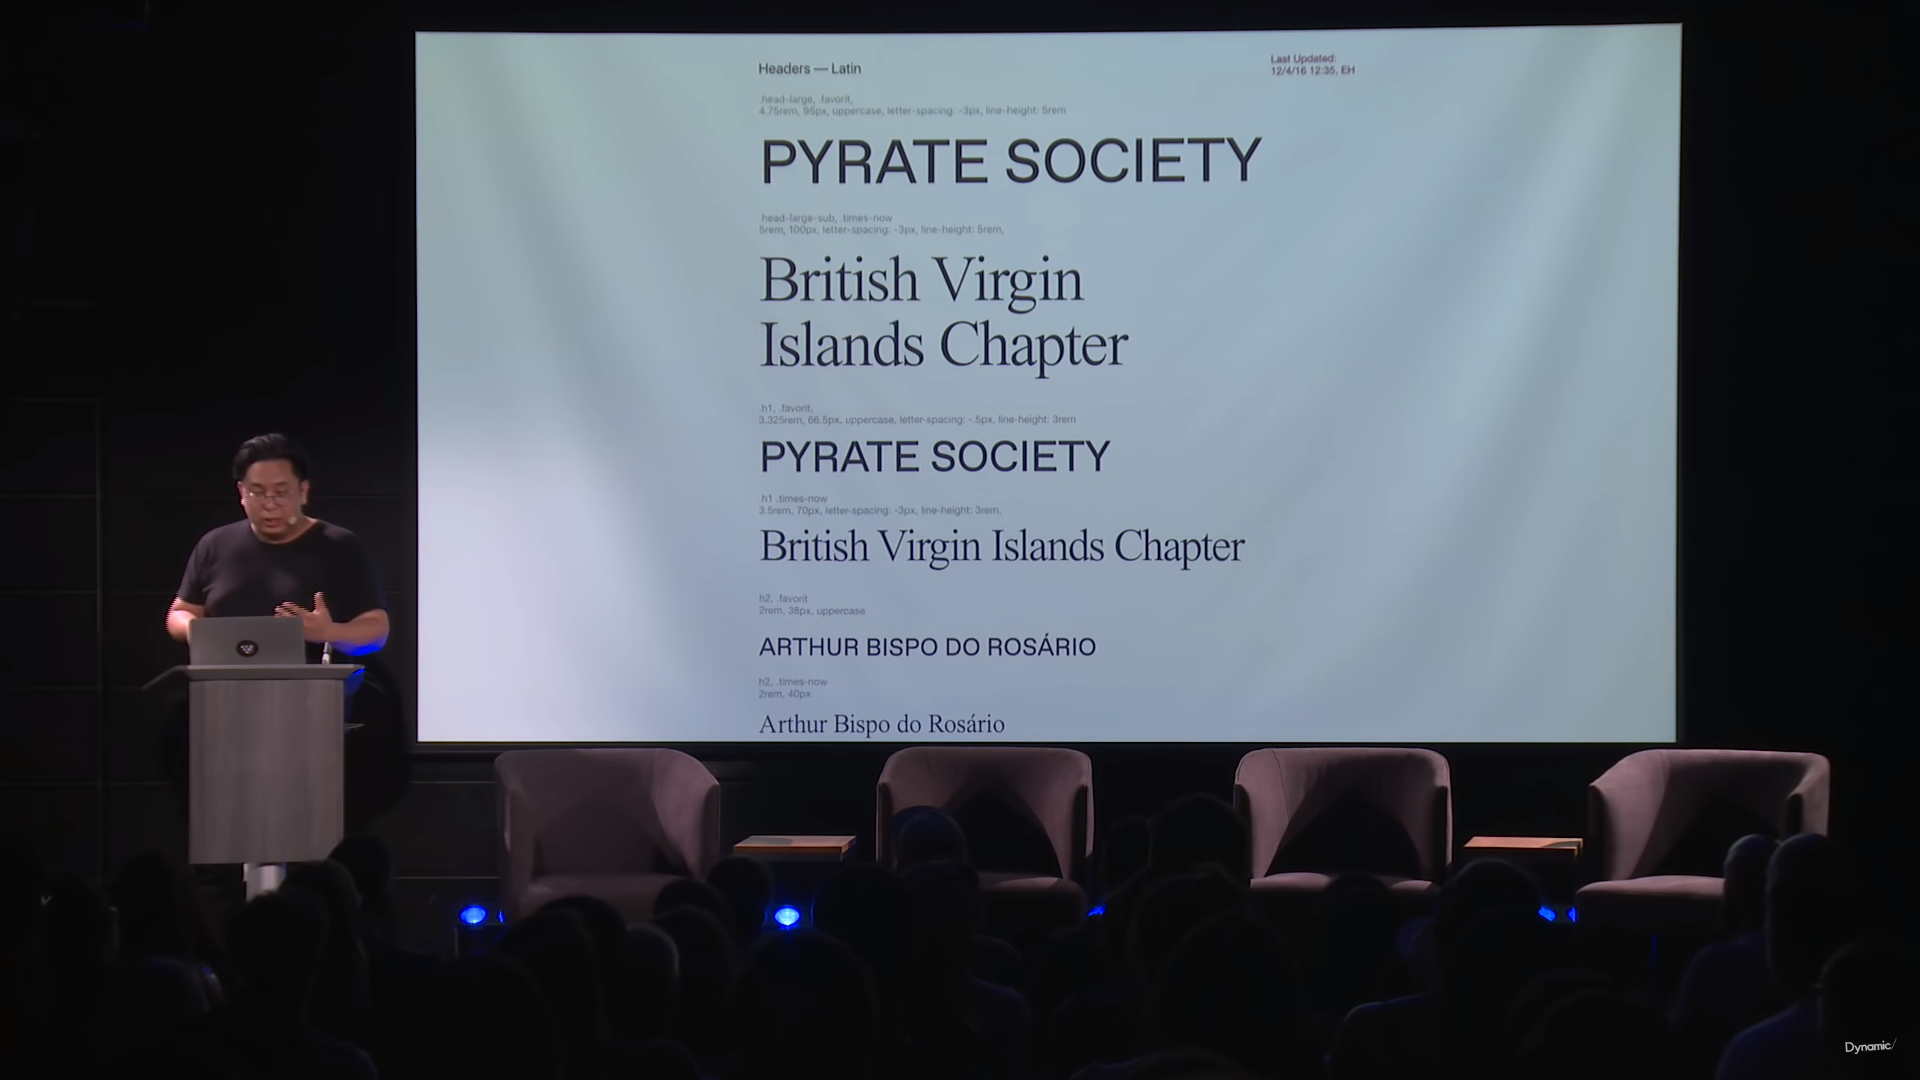 Headers — Latin
Last Updated:
12/4/16 12:35, EH
.head-large, .favorit,
4.75rem, 95px, uppercase, letter-spacing: -3px, line-height: 5rem
PYRATE SOCIETY
.head-large-sub, .times-now
5rem, 100px, letter-spacing: -3px, line-height: 5rem,
British Virgin
Islands Chapter
.h1, .favorit,
3.325rem, 66.5px, uppercase, letter-spacing: -.5px, line-height: 3rem
PYRATE SOCIETY
.h1 .times-now
3.5rem, 70px, letter-spacing: -3px, line-height: 3rem,
British Virgin Islands Chapter
h2, .favorit
2rem, 38px, uppercase
ARTHUR BISPO DO ROSÁRIO
h2, .times-now
2rem, 40px
Arthur Bispo do Rosário
Dynamic/